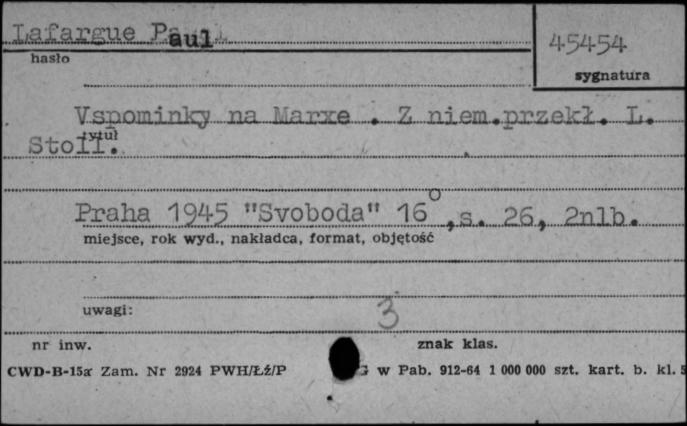 Lafargue Paul
hasło
45454
sygnatura
Vspominky na Marxe . Z niem.przekł. L.
Stoll.
tytuł
Praha 1945 "Svoboda" 16°,s. 26, 2nlb.
miejsce, rok wyd., nakładca, format, objętość
uwagi:
3
nr inw.
znak klas.
CWD-B-15a Zam. Nr 2924 PWH/Łź/P G w Pab. 912-64 1 000 000 szt. kart. b. kl. 5